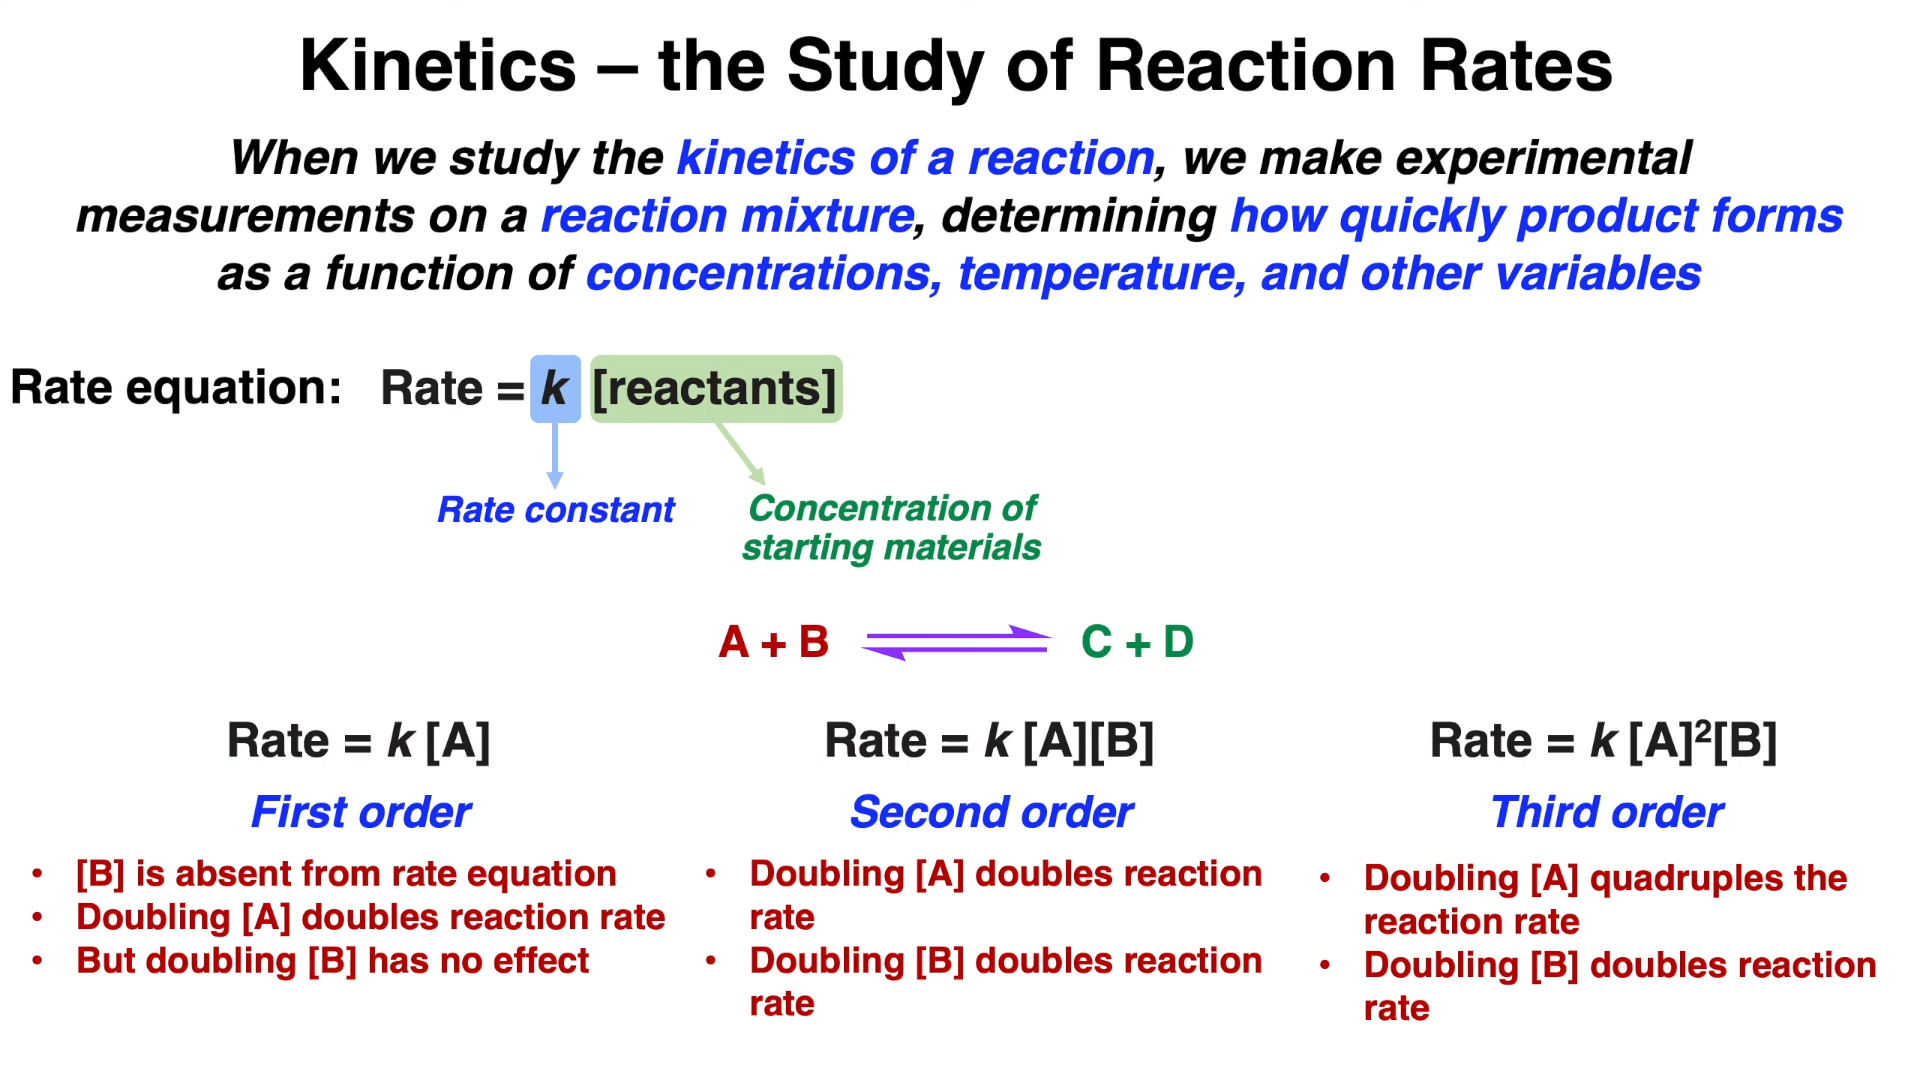 Kinetics – the Study of Reaction Rates
When we study the kinetics of a reaction, we make experimental
measurements on a reaction mixture, determining how quickly product forms
as a function of concentrations, temperature, and other variables
Rate equation: Rate = k [reactants]
Rate constant
Concentration of
starting materials
A + B ⇌ C + D
Rate = k [A]
First order
• [B] is absent from rate equation
• Doubling [A] doubles reaction rate
• But doubling [B] has no effect
Rate = k [A][B]
Second order
• Doubling [A] doubles reaction
rate
• Doubling [B] doubles reaction
rate
Rate = k [A]²[B]
Third order
• Doubling [A] quadruples the
reaction rate
• Doubling [B] doubles reaction
rate